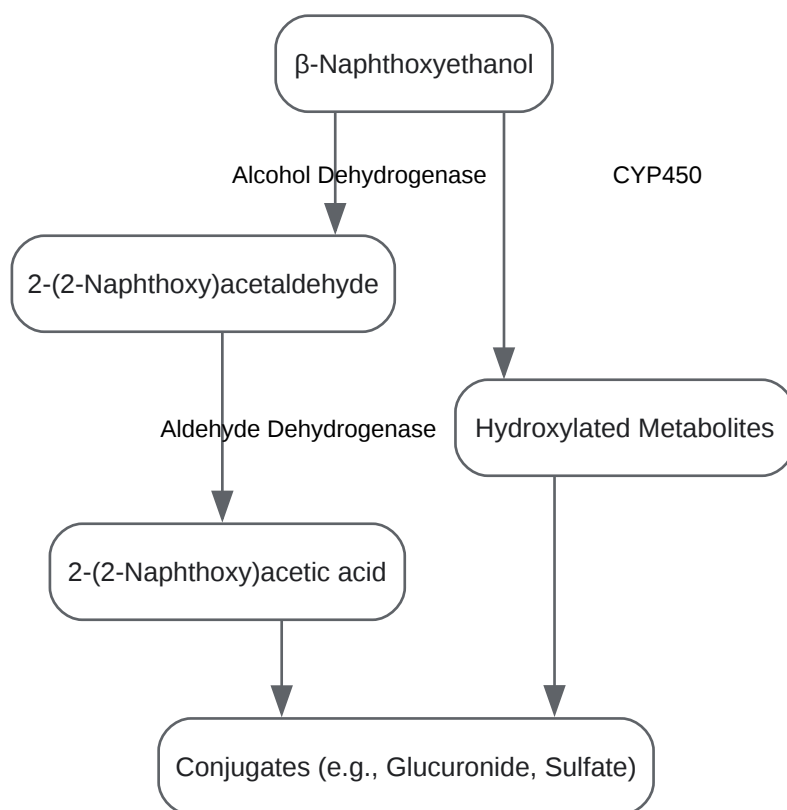 β-Naphthoxyethanol
Alcohol Dehydrogenase
CYP450
2-(2-Naphthoxy)acetaldehyde
Aldehyde Dehydrogenase
Hydroxylated Metabolites
2-(2-Naphthoxy)acetic acid
Conjugates (e.g., Glucuronide, Sulfate)